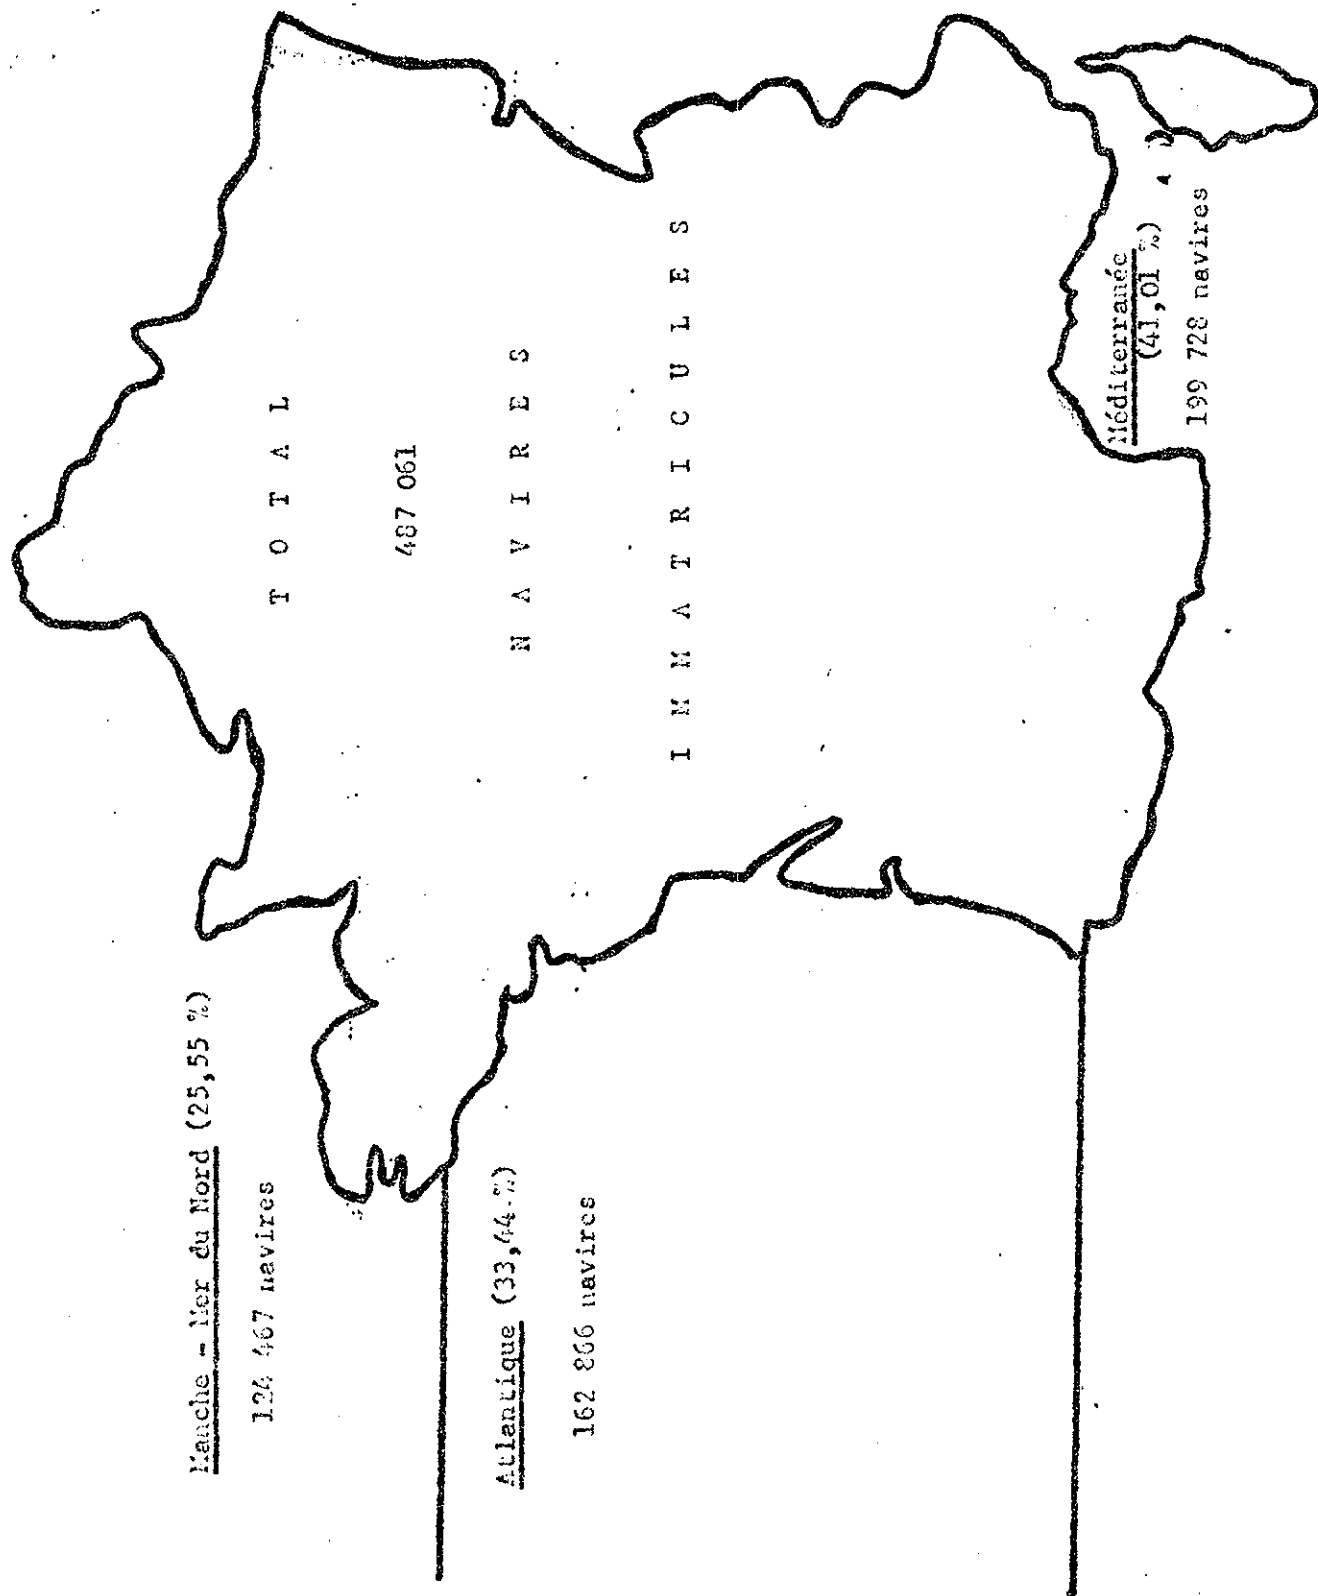 Manche - Mer du Nord (25,55 %)
124 467 navires
Atlantique (33,44 %)
162 866 navires
T O T A L
487 061
N A V I R E S
I M M A T R I C U L E S
Méditerranée
(41,01 %)
199 728 navires